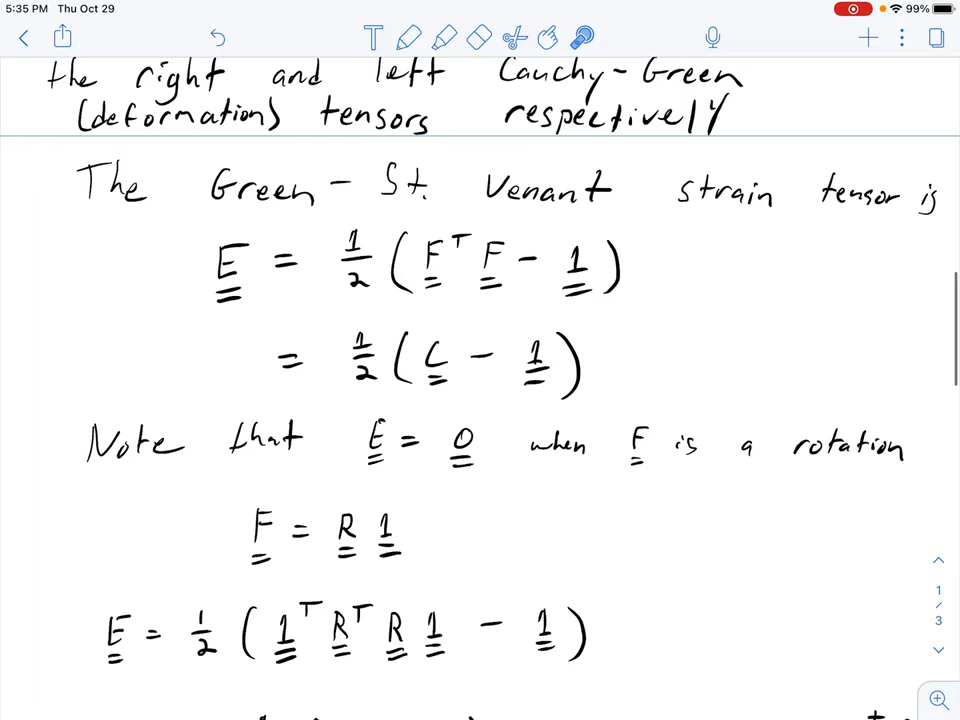 5:35 PM Thu Oct 29 99%
the right and left Cauchy-Green
(deformation) tensors respectively
The Green-St. Venant strain tensor is
E = 1/2 (F^T F - 1)
= 1/2 (C - 1)
Note that E = 0 when F is a rotation
F = R 1
E = 1/2 (1^T R^T R 1 - 1)
1
/
3